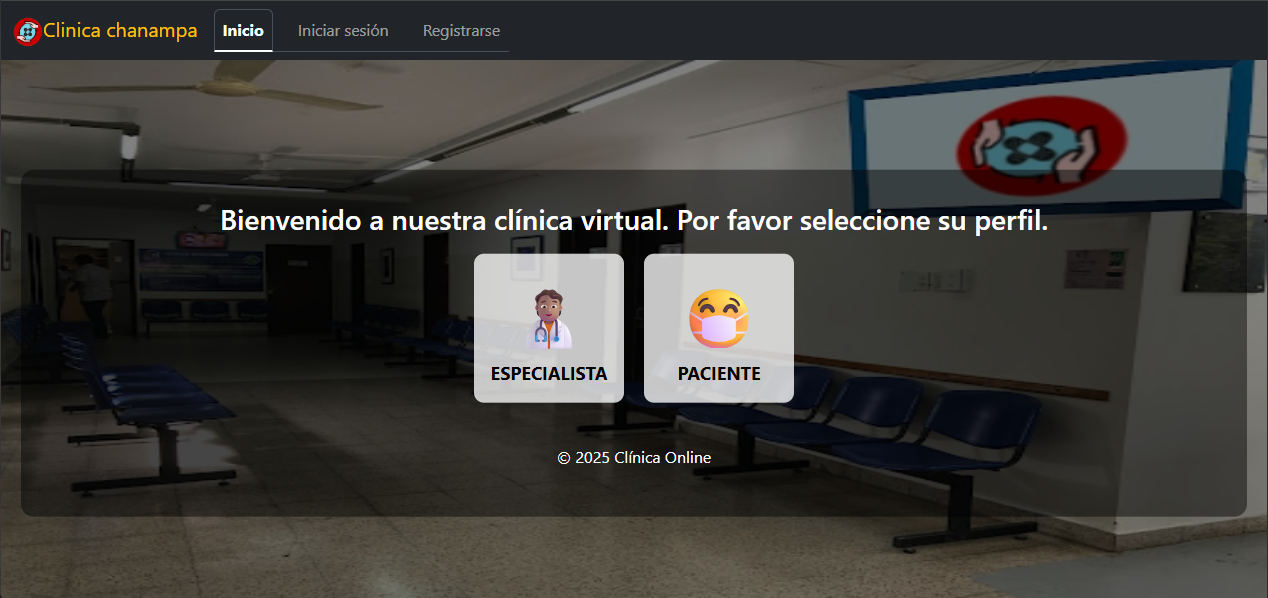 Clinica chanampa
Inicio
Iniciar sesión
Registrarse
Bienvenido a nuestra clínica virtual. Por favor seleccione su perfil.
ESPECIALISTA
PACIENTE
© 2025 Clínica Online